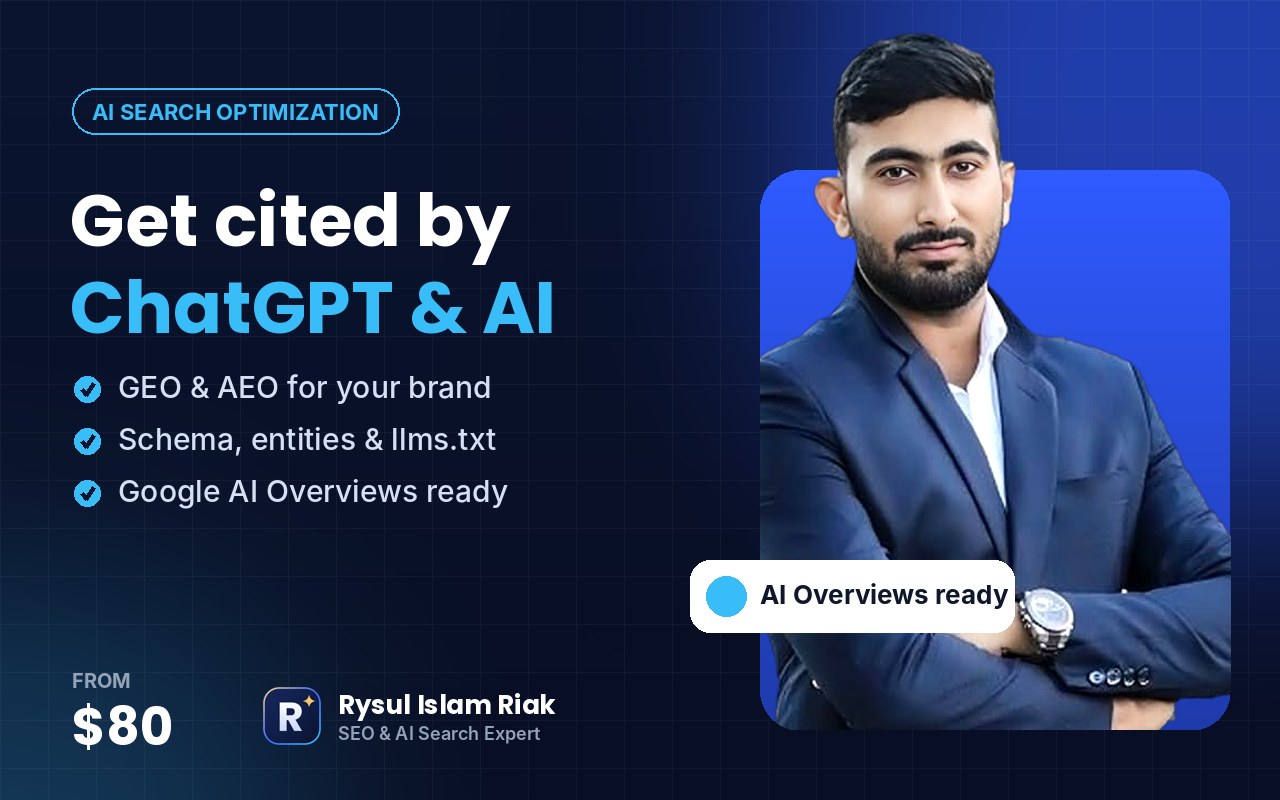 AI SEARCH OPTIMIZATION
Get cited by
ChatGPT & AI
GEO & AEO for your brand
Schema, entities & llms.txt
Google AI Overviews ready
AI Overviews ready
FROM
$80
R
Rysul Islam Riak
SEO & AI Search Expert